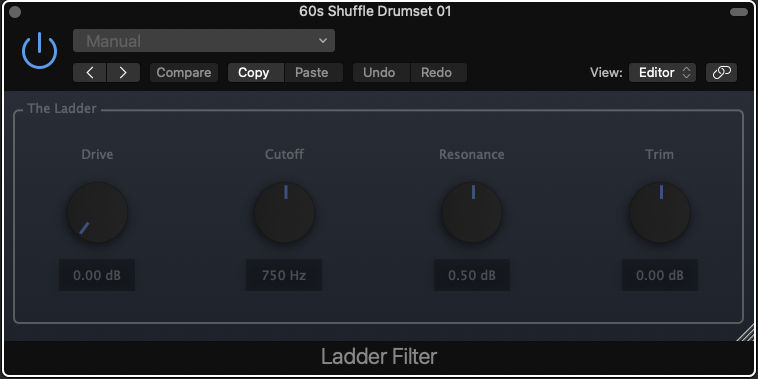 60s Shuffle Drumset 01
Manual
Compare Copy Paste Undo Redo View: Editor
The Ladder
Drive Cutoff Resonance Trim
0.00 dB 750 Hz 0.50 dB 0.00 dB
Ladder Filter